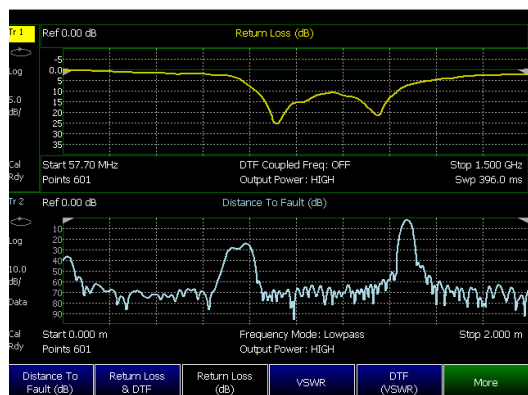 Tr 1 Ref 0.00 dB Return Loss (dB)
Log
-5
0.0
5
10
15
20
25
30
35
5.0
dB/
Cal
Rdy
Start 57.70 MHz DTF Coupled Freq: OFF Stop 1.500 GHz
Points 601 Output Power: HIGH Swp 396.0 ms
Tr 2 Ref 0.00 dB Distance To Fault (dB)
Log
10
20
30
40
50
60
70
80
90
10.0
dB/
Data
Cal
Rdy
Start 0.000 m Frequency Mode: Lowpass Stop 2.000 m
Points 601 Output Power: HIGH
Distance To
Fault (dB)
Return Loss
& DTF
Return Loss
(dB)
VSWR
DTF
(VSWR)
More